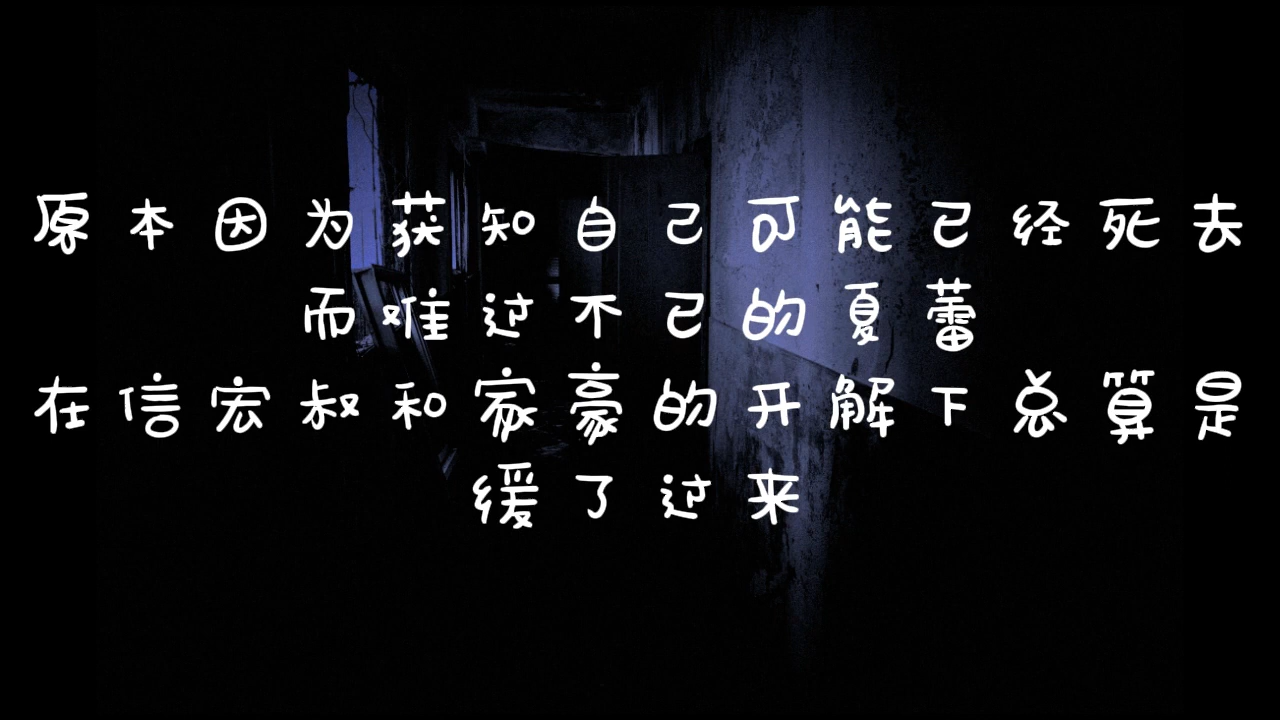 原本因为获知自己可能已经死去
而难过不已的夏蕾
在信宏叔和家豪的开解下总算是
缓了过来